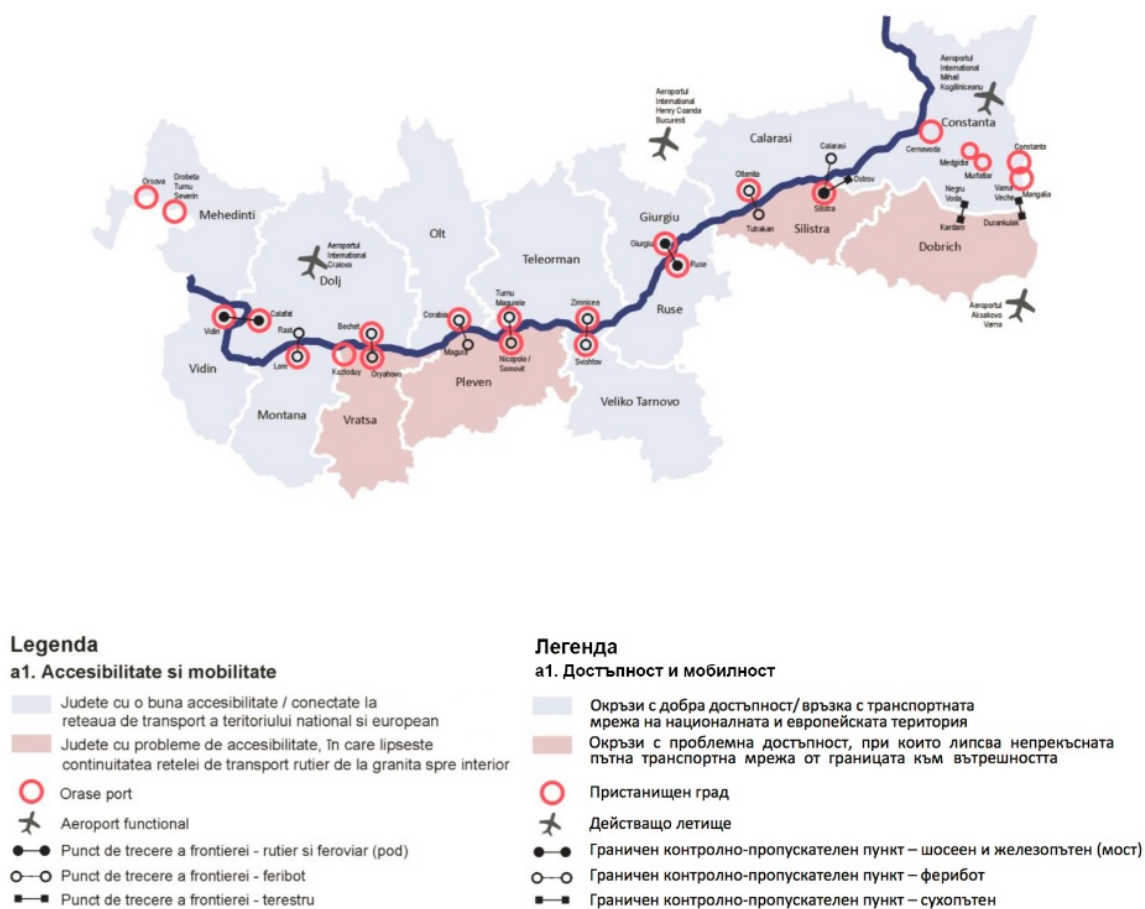 Aeroportul
International
Mihail
Kogălniceanu
Aeroportul
International
Henry Coanda
Bucuresti
Constanta
Calarasi
Calarasi
Cernavoda
Constanta
Medgidia
Murfatlar
Orsova
Drobeta
Turnu
Severin
Oltenita
Ostrov
Negru
Voda
Vama
Veche
Mangalia
Mehedinti
Silistra
Tutrakan
Silistra
Kardam
Durankulak
Olt
Giurgiu
Giurgiu
Dobrich
Aeroportul
International
Craiova
Dolj
Teleorman
Ruse
Ruse
Aeroportul
Aksakovo
Varna
Turnu
Magurele
Zimnicea
Corabia
Calafat
Vidin
Rast
Bechet
Magura
Lom
Kozloduy
Oryahovo
Nicopole /
Somovit
Svishtov
Vidin
Pleven
Veliko Tarnovo
Montana
Vratsa
Legenda
a1. Accesibilitate si mobilitate
Judete cu o buna accesibilitate / conectate la
reteaua de transport a teritoriului national si european
Judete cu probleme de accesibilitate, în care lipseste
continuitatea retelei de transport rutier de la granita spre interior
Orase port
Aeroport functional
Punct de trecere a frontierei - rutier si feroviar (pod)
Punct de trecere a frontierei - feribot
Punct de trecere a frontierei - terestru
Легенда
а1. Достъпност и мобилност
Окръзи с добра достъпност/връзка с транспортната
мрежа на националната и европейската територия
Окръзи с проблемна достъпност, при които липсва непрекъсната
пътна транспортна мрежа от границата към вътрешността
Пристанищен град
Действащо летище
Граничен контролно-пропускателен пункт – шосеен и железопътен (мост)
Граничен контролно-пропускателен пункт – ферибот
Граничен контролно-пропускателен пункт – сухопътен